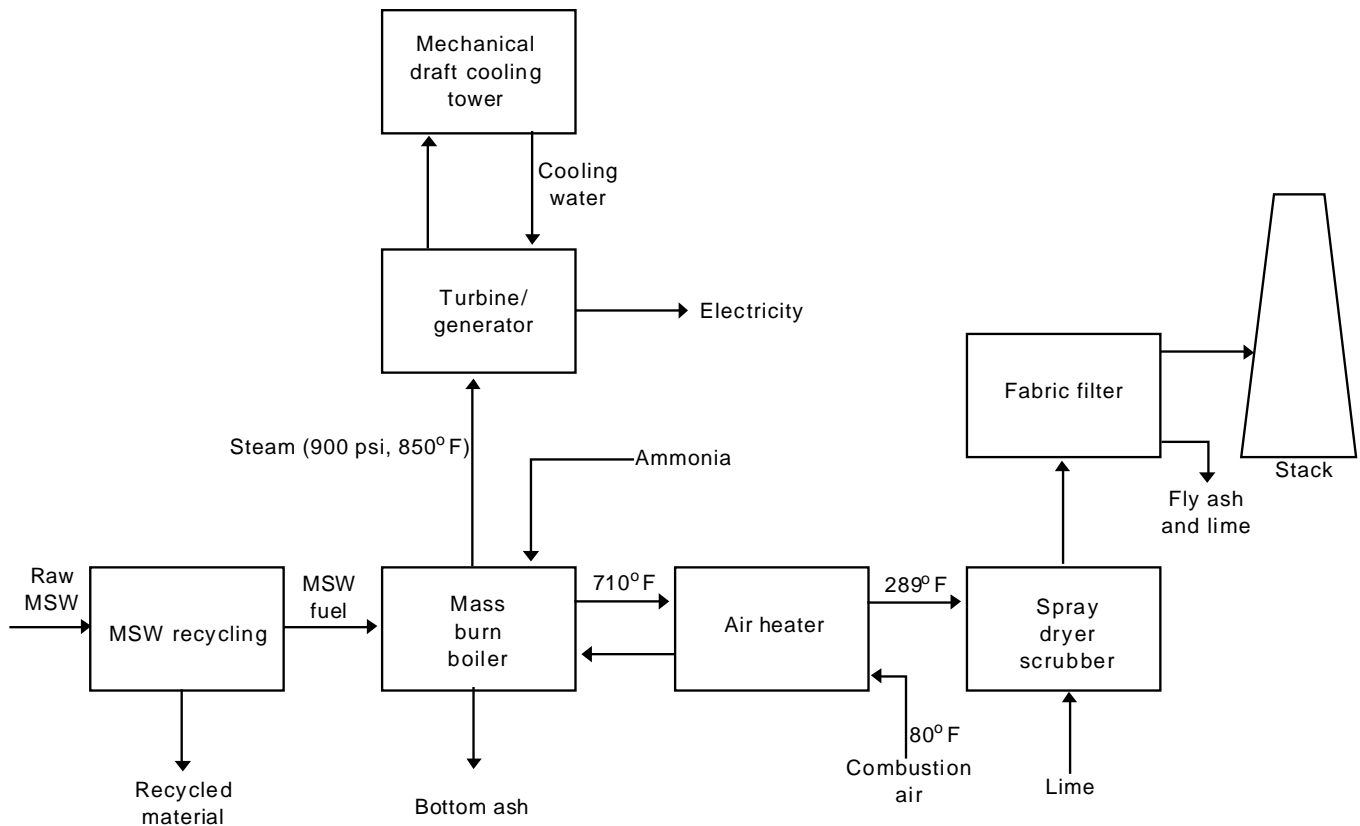 Mechanical
draft cooling
tower
Cooling
water
Turbine/
generator
Electricity
Fabric filter
Steam (900 psi, 850°F)
Ammonia
Stack
Fly ash
and lime
Raw
MSW
MSW recycling
MSW
fuel
Mass
burn
boiler
710°F
Air heater
289°F
Spray
dryer
scrubber
80°F
Combustion
air
Lime
Recycled
material
Bottom ash